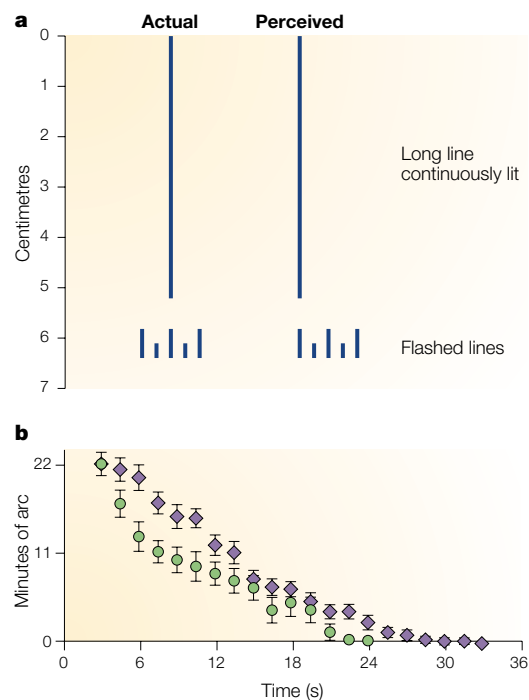 a
Actual Perceived
0
1
2
3
4
5
6
7
Centimetres
Long line
continuously lit
Flashed lines
b
22
11
0
Minutes of arc
0 6 12 18 24 30 36
Time (s)